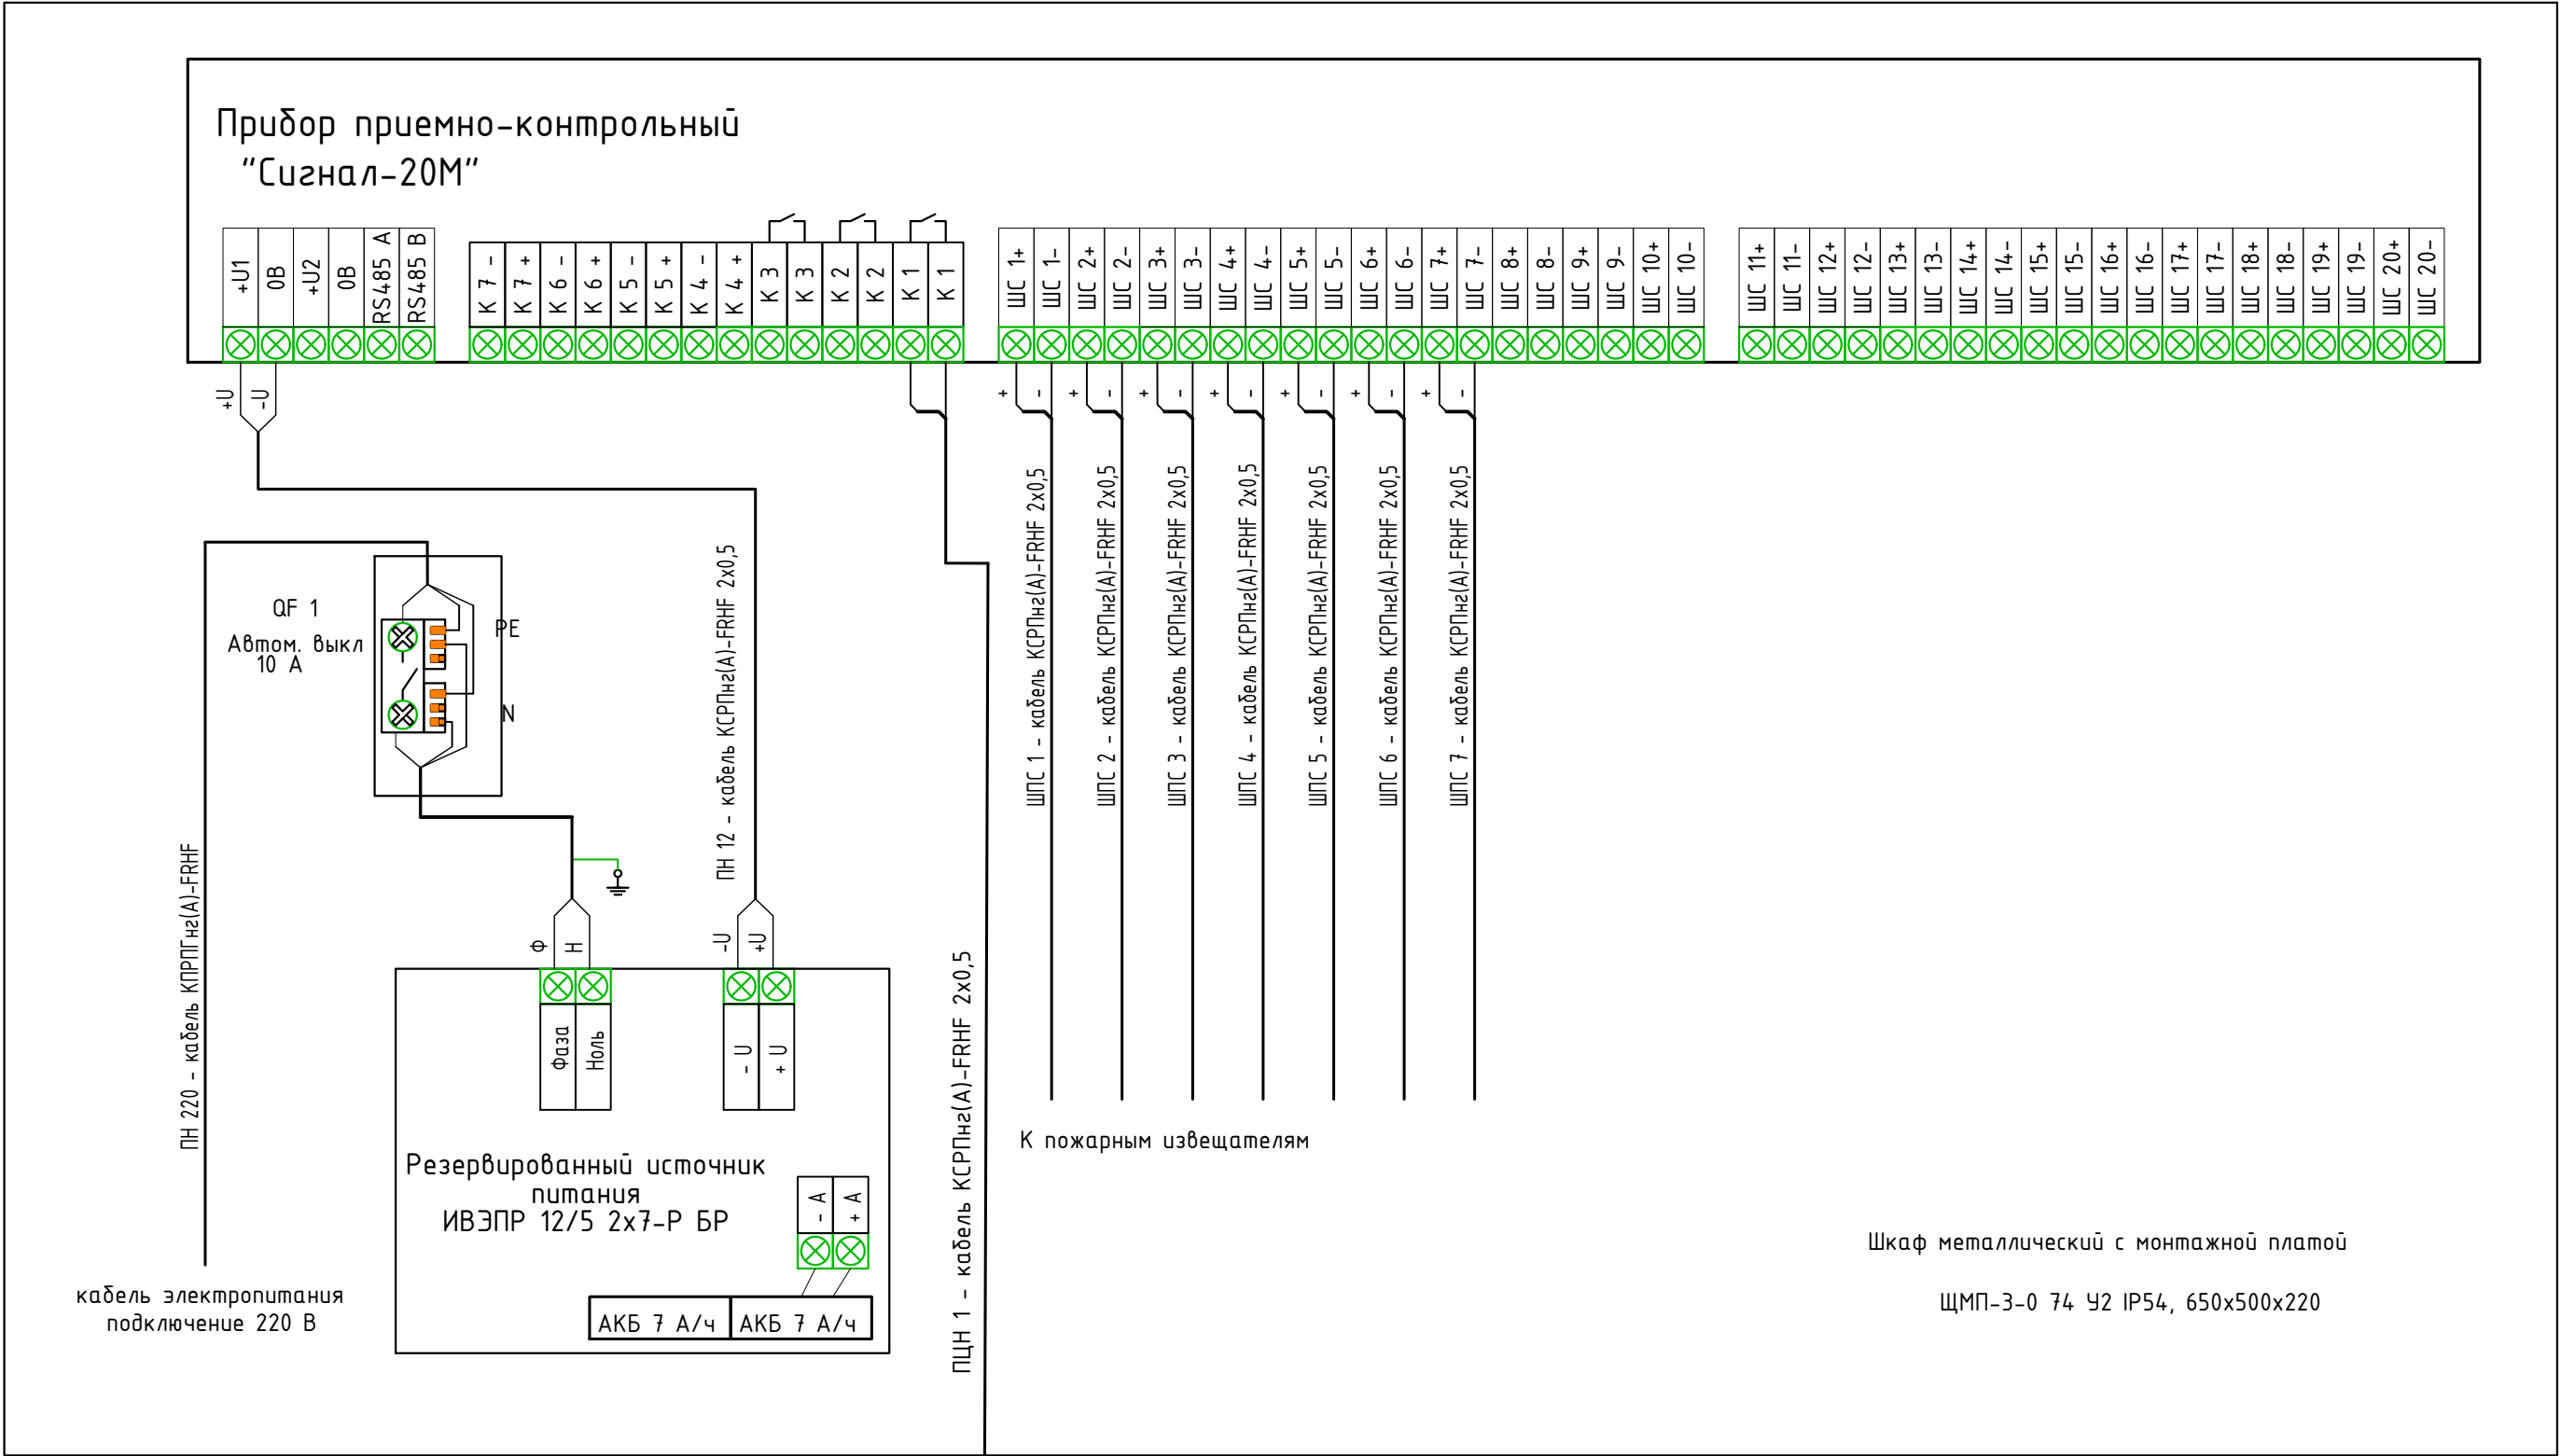 Прибор приемно-контрольный
"Сигнал-20М"
+U1
0В
+U2
0В
RS485 A
RS485 B
К 7 -
К 7 +
К 6 -
К 6 +
К 5 -
К 5 +
К 4 -
К 4 +
К 3
К 3
К 2
К 2
К 1
К 1
ШС 1+
ШС 1-
ШС 2+
ШС 2-
ШС 3+
ШС 3-
ШС 4+
ШС 4-
ШС 5+
ШС 5-
ШС 6+
ШС 6-
ШС 7+
ШС 7-
ШС 8+
ШС 8-
ШС 9+
ШС 9-
ШС 10+
ШС 10-
ШС 11+
ШС 11-
ШС 12+
ШС 12-
ШС 13+
ШС 13-
ШС 14+
ШС 14-
ШС 15+
ШС 15-
ШС 16+
ШС 16-
ШС 17+
ШС 17-
ШС 18+
ШС 18-
ШС 19+
ШС 19-
ШС 20+
ШС 20-
+U
-U
+
-
+
-
+
-
+
-
+
-
+
-
+
-
QF 1
Автом. выкл
10 А
PE
N
ПН 220 - кабель КПРПГнг(А)-FRHF
ПН 12 - кабель КСРПнг(А)-FRHF 2х0,5
ПЦН 1 - кабель КСРПнг(А)-FRHF 2х0,5
ШПС 1 - кабель КСРПнг(А)-FRHF 2х0,5
ШПС 2 - кабель КСРПнг(А)-FRHF 2х0,5
ШПС 3 - кабель КСРПнг(А)-FRHF 2х0,5
ШПС 4 - кабель КСРПнг(А)-FRHF 2х0,5
ШПС 5 - кабель КСРПнг(А)-FRHF 2х0,5
ШПС 6 - кабель КСРПнг(А)-FRHF 2х0,5
ШПС 7 - кабель КСРПнг(А)-FRHF 2х0,5
Ф
Н
-U
+U
Фаза
Ноль
- U
+ U
Резервированный источник
питания
ИВЭПР 12/5 2х7-Р БР
- А
+ А
АКБ 7 А/ч
АКБ 7 А/ч
кабель электропитания
подключение 220 В
К пожарным извещателям
Шкаф металлический с монтажной платой
ЩМП-3-0 74 У2 IP54, 650х500х220